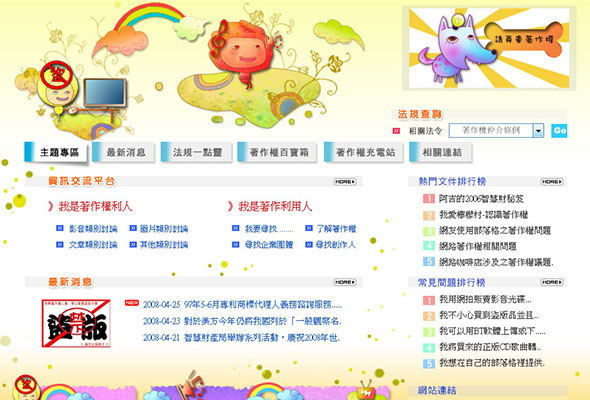 請尊重著作權
法規查詢
相關法令 著作權仲介條例 Go
主題專區 最新消息 法規一點靈 著作權百寶箱 著作權充電站 相關連結
資訊交流平台 MORE
》我是著作權利人
影音類別討論 圖片類別討論
文章類別討論 其他類別討論
》我是著作利用人
我要尋找........ 了解著作權
尋找企業團體 尋找創作人
最新消息 MORE
盜版
NEW 2008-04-25 97年5-6月專利商標代理人義務諮詢服務.....
2008-04-23 對於美方今年仍將我國列於「一般觀察名.
2008-04-21 智慧財產局舉辦系列活動，慶祝2008年世.
熱門文件排行榜 MORE
1 阿吉的2006智慧財秘笈
2 我愛檸檬村-認識著作權
3 網友使用部落格之著作權問題
4 網路著作權相關問題
5 網路咖啡店涉及之著作權議題.
常見問題排行榜 MORE
1 我用網拍販賣影音光碟...
2 我不小心買到盜版品並且..
3 我可以用BT軟體上傳或下.....
4 我將買來的正版CD歌曲轉..
5 我想在自己的部落格裡提供.
網站連結